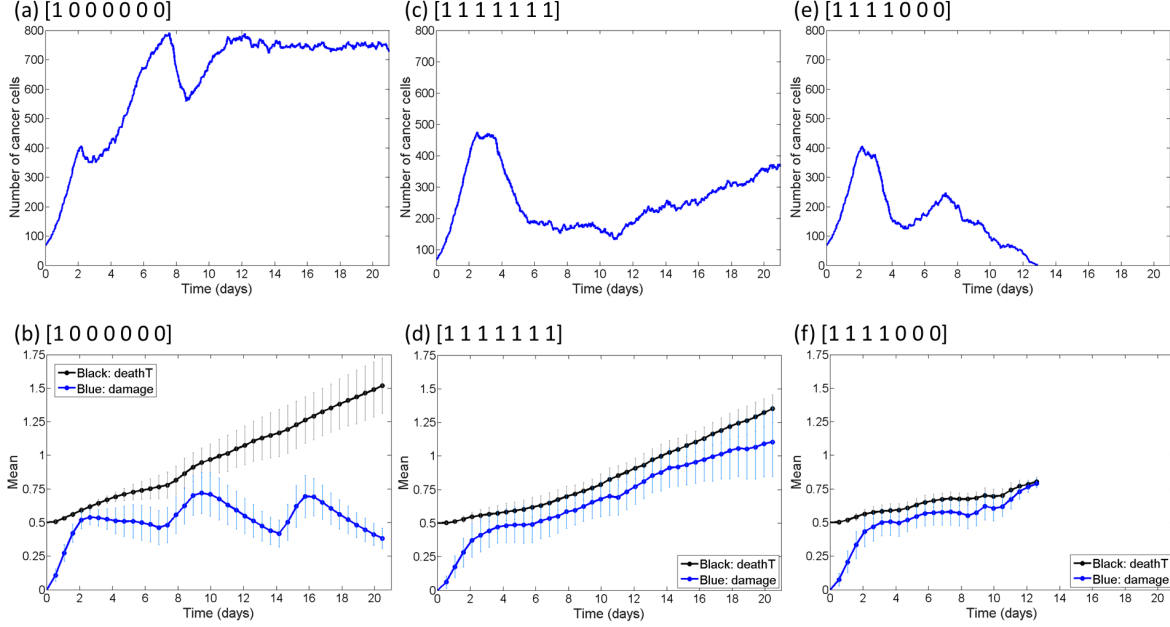 (a) [1 0 0 0 0 0 0]
800
700
600
500
400
300
200
100
0
Number of cancer cells
0 2 4 6 8 10 12 14 16 18 20
Time (days)
(c) [1 1 1 1 1 1 1]
800
700
600
500
400
300
200
100
Number of cancer cells
0 2 4 6 8 10 12 14 16 18 20
Time (days)
(e) [1 1 1 1 0 0 0]
800
700
600
500
400
300
200
100
0
Number of cancer cells
0 2 4 6 8 10 12 14 16 18 20
Time (days)
(b) [1 0 0 0 0 0 0]
1.75
1.5
1.25
1
0.75
0.5
0.25
0
Mean
Black: deathT
Blue: damage
0 2 4 6 8 10 12 14 16 18 20
Time (days)
(d) [1 1 1 1 1 1 1]
1.75
1.5
1.25
1
0.75
0.5
0.25
0
Mean
Black: deathT
Blue: damage
0 2 4 6 8 10 12 14 16 18 20
Time (days)
(f) [1 1 1 1 0 0 0]
1.75
1.5
1.25
1
0.75
0.5
0.25
0
Mean
Black: deathT
Blue: damage
0 2 4 6 8 10 12 14 16 18 20
Time (days)